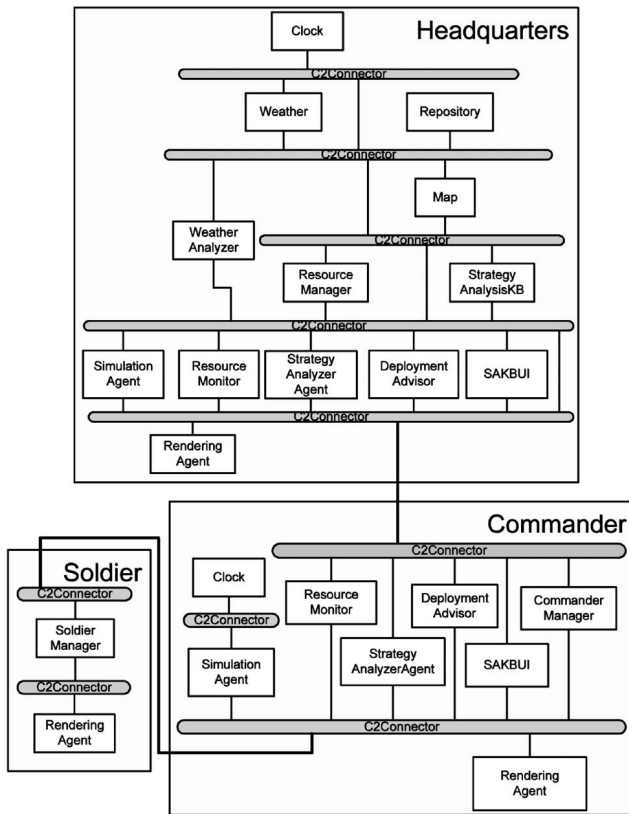 Headquarters
Clock
C2Connector
Weather
Repository
C2Connector
Map
Weather
Analyzer
C2Connector
Resource
Manager
Strategy
AnalysisKB
C2Connector
Simulation
Agent
Resource
Monitor
Strategy
Analyzer
Agent
Deployment
Advisor
SAKBUI
C2Connector
Rendering
Agent
Commander
C2Connector
Clock
C2Connector
Simulation
Agent
Resource
Monitor
Strategy
AnalyzerAgent
Deployment
Advisor
SAKBUI
Commander
Manager
C2Connector
Rendering
Agent
Soldier
C2Connector
Soldier
Manager
C2Connector
Rendering
Agent